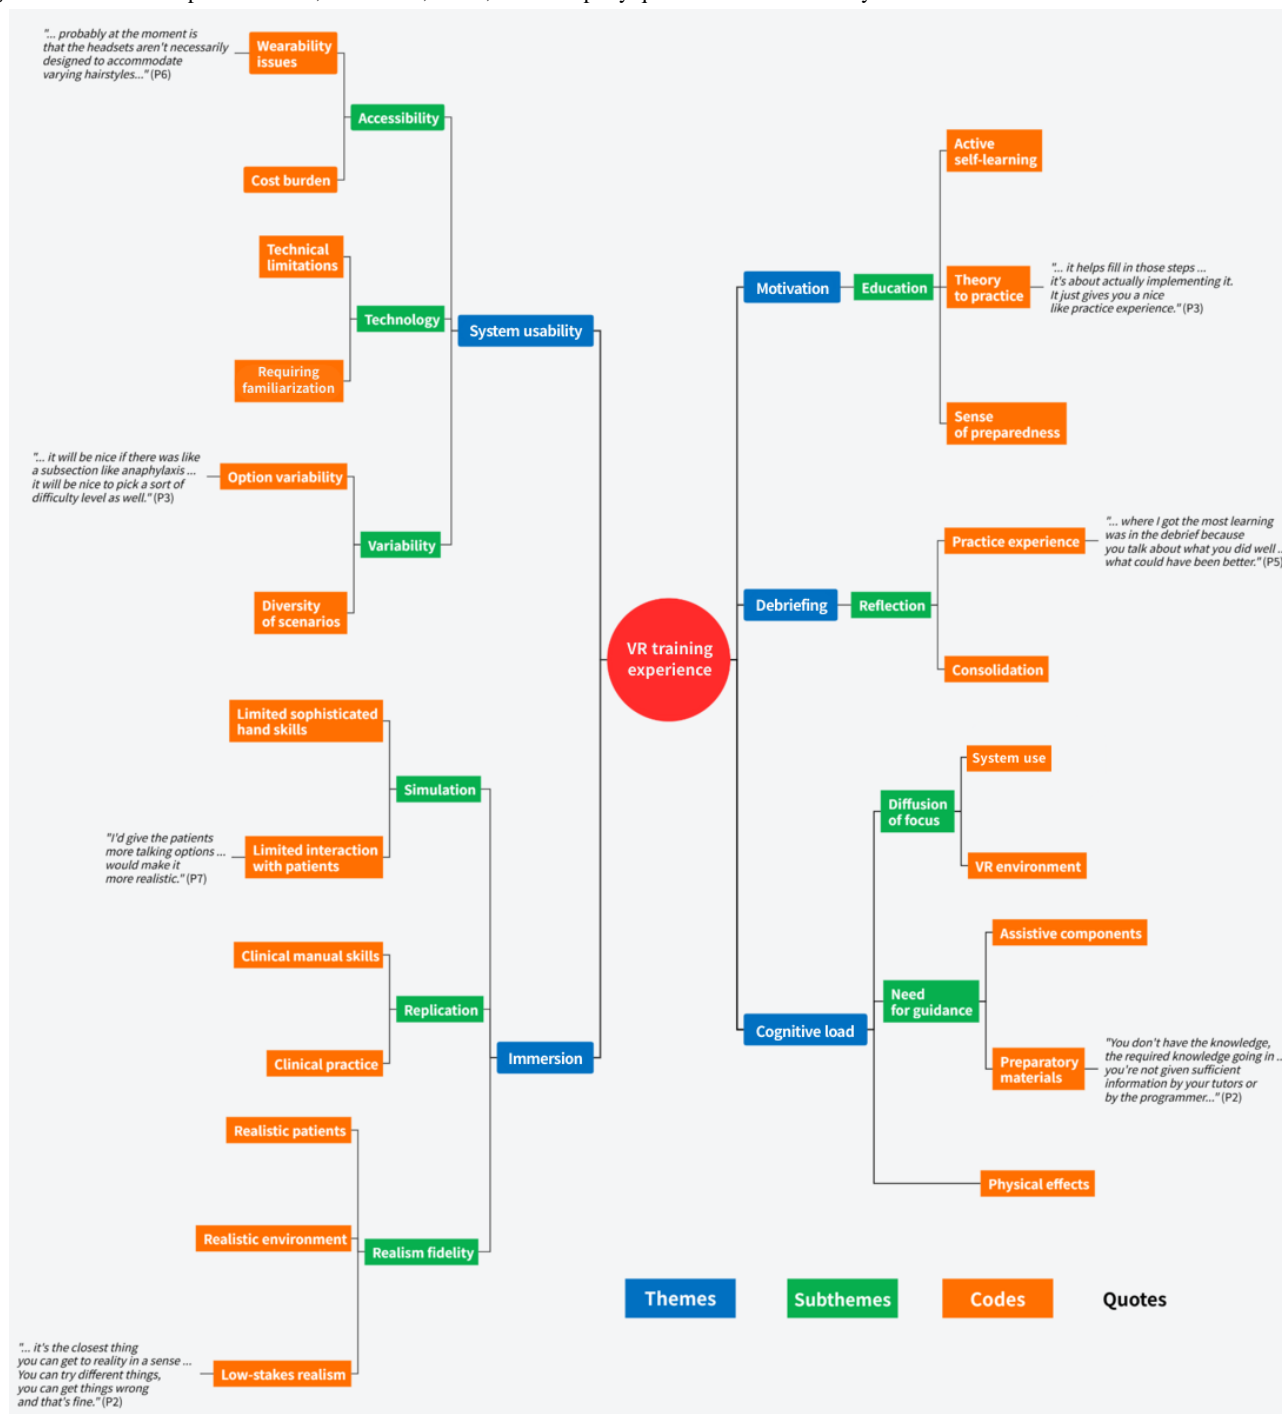 "... probably at the moment is
that the headsets aren't necessarily
designed to accommodate
varying hairstyles..." (P6)
Wearability
issues
Accessibility
Cost burden
Technical
limitations
Technology
Requiring
familiarization
System usability
"... it will be nice if there was like
a subsection like anaphylaxis ...
it will be nice to pick a sort of
difficulty level as well." (P3)
Option variability
Variability
Diversity
of scenarios
Limited sophisticated
hand skills
Simulation
"I'd give the patients
more talking options ...
would make it
more realistic." (P7)
Limited interaction
with patients
Clinical manual skills
Replication
Clinical practice
Immersion
Realistic patients
Realistic environment
Realism fidelity
"... it's the closest thing
you can get to reality in a sense ...
You can try different things,
you can get things wrong
and that's fine." (P2)
Low-stakes realism
VR training
experience
Motivation
Education
Active
self-learning
Theory
to practice
"... it helps fill in those steps ...
it's about actually implementing it.
It just gives you a nice
like practice experience." (P3)
Sense
of preparedness
Debriefing
Reflection
Practice experience
"... where I got the most learning
was in the debrief because
you talk about what you did well ..
what could have been better." (P5)
Consolidation
Cognitive load
Diffusion
of focus
System use
VR environment
Need
for guidance
Assistive components
Preparatory
materials
"You don't have the knowledge,
the required knowledge going in ...
you're not given sufficient
information by your tutors or
by the programmer..." (P2)
Physical effects
Themes
Subthemes
Codes
Quotes